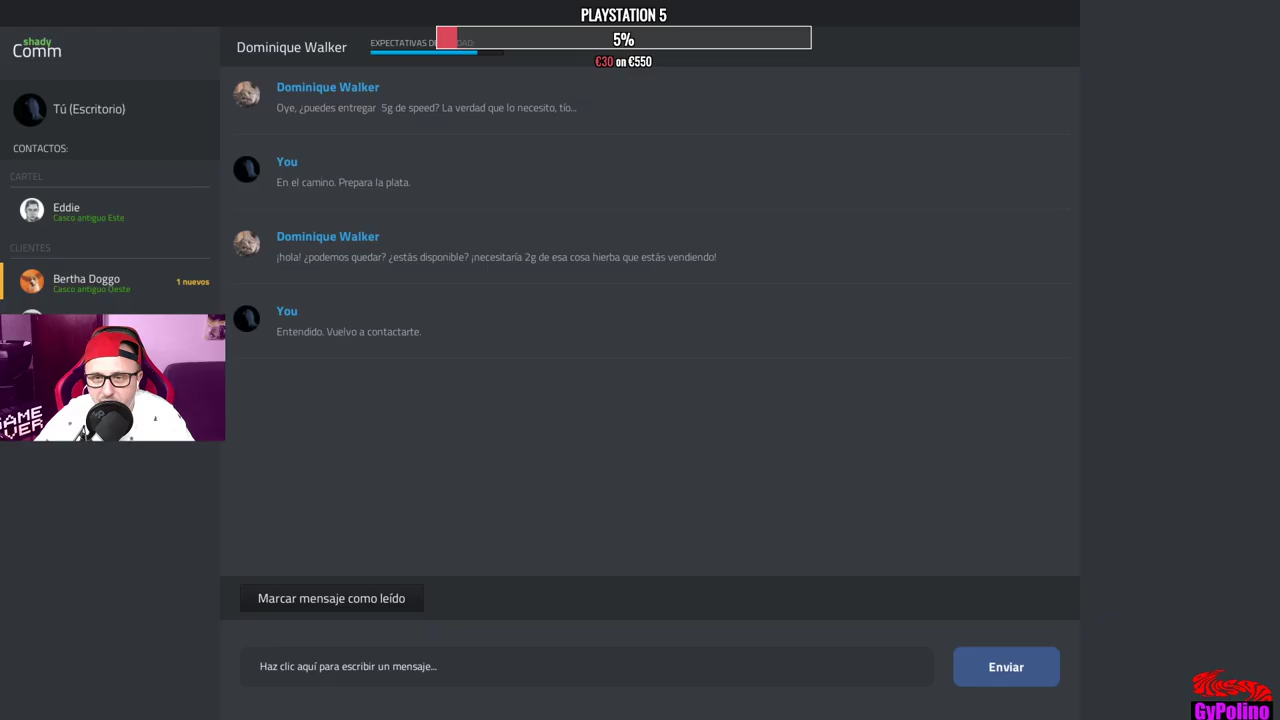 PLAYSTATION 5
5%
€30 on €550
shady
Comm
Dominique Walker
EXPECTATIVAS
Tú (Escritorio)
CONTACTOS:
CARTEL
Eddie
Casco antiguo Este
CLIENTES
Bertha Doggo
Casco antiguo Oeste
1 nuevos
Dominique Walker
Oye, ¿puedes entregar  5g de speed? La verdad que lo necesito, tío...
You
En el camino. Prepara la plata.
Dominique Walker
¡hola! ¿podemos quedar? ¿estás disponible? ¡necesitaría 2g de esa cosa hierba que estás vendiendo!
You
Entendido. Vuelvo a contactarte.
GAME
Marcar mensaje como leído
Haz clic aquí para escribir un mensaje...
Enviar
GyPolino